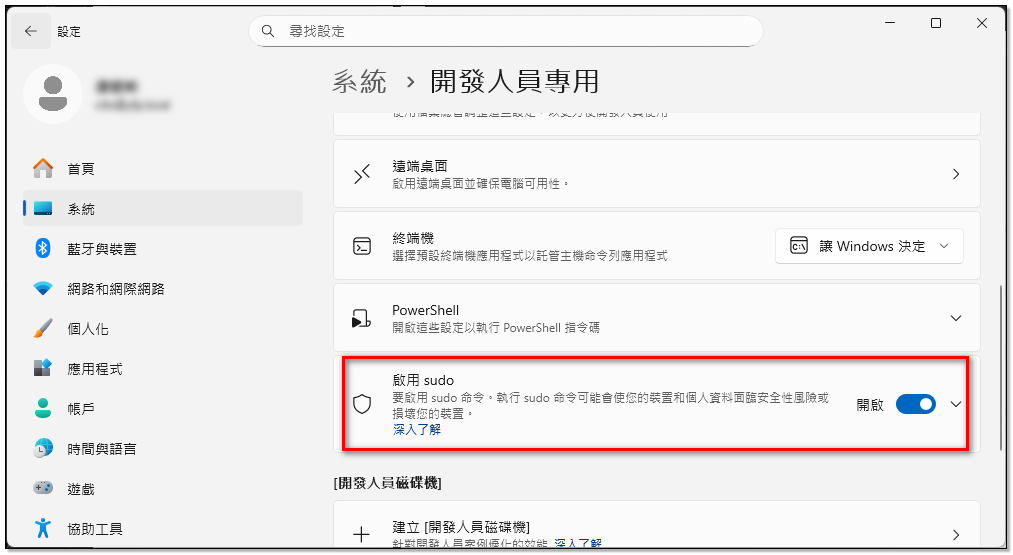 設定
尋找設定
系統 › 開發人員專用
首頁
系統
藍牙與裝置
網路和網際網路
個人化
應用程式
帳戶
時間與語言
遊戲
協助工具
遠端桌面
啟用遠端桌面並確保電腦可用性。
終端機
選擇預設終端機應用程式以託管主機命令列應用程式
讓 Windows 決定
PowerShell
開啟這些設定以執行 PowerShell 指令碼
啟用 sudo
要啟用 sudo 命令。執行 sudo 命令可能會使您的裝置和個人資料面臨安全性風險或
損壞您的裝置。
深入了解
開啟
[開發人員磁碟機]
建立 [開發人員磁碟機]
針對開發人員案例優化的效能 深入了解